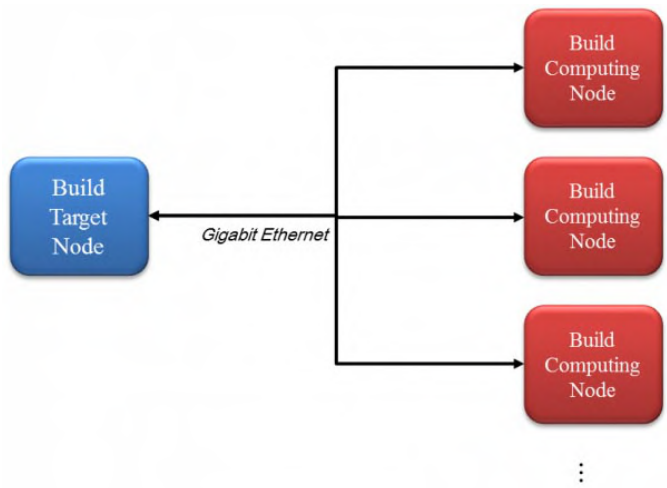 Build
Computing
Node
Build
Target
Node
Gigabit Ethernet
Build
Computing
Node
Build
Computing
Node
⋮